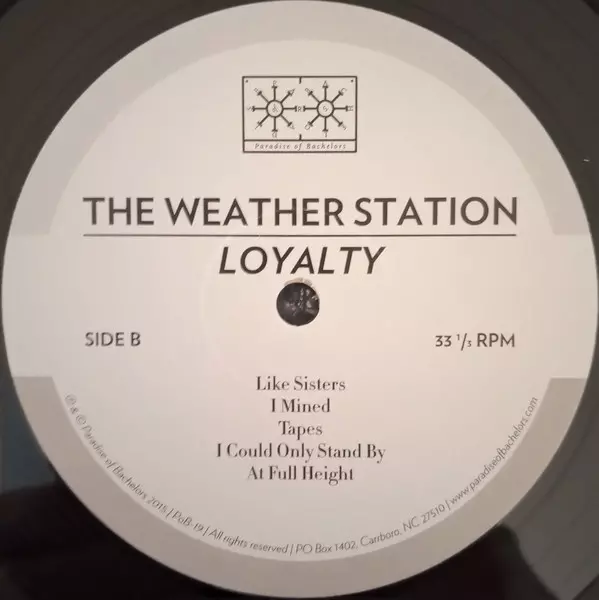 Paradise of Bachelors
THE WEATHER STATION
LOYALTY
SIDE B
33 1/3 RPM
Like Sisters
I Mined
Tapes
I Could Only Stand By
At Full Height
℗ & © Paradise of Bachelors 2015 | PoB-19 | All rights reserved | PO Box 1402, Carrboro, NC 27510 | www.paradiseofbachelors.com